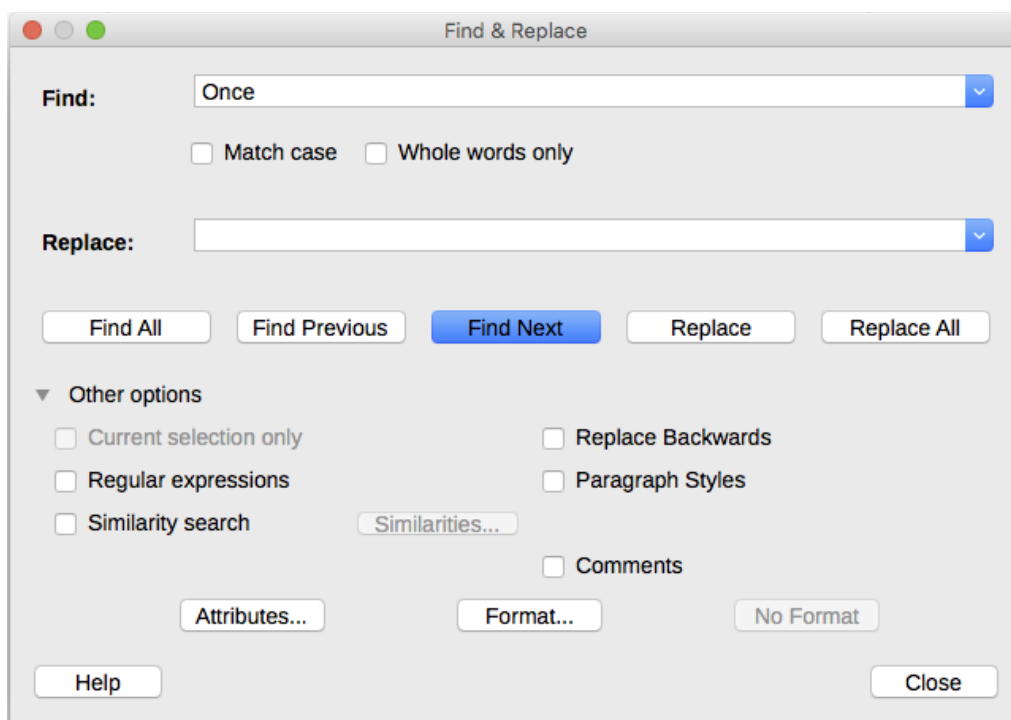 Find & Replace
Find: Once
Match case Whole words only
Replace:
Find All Find Previous Find Next Replace Replace All
Other options
Current selection only Replace Backwards
Regular expressions Paragraph Styles
Similarity search Similarities...
Comments
Attributes... Format... No Format
Help Close